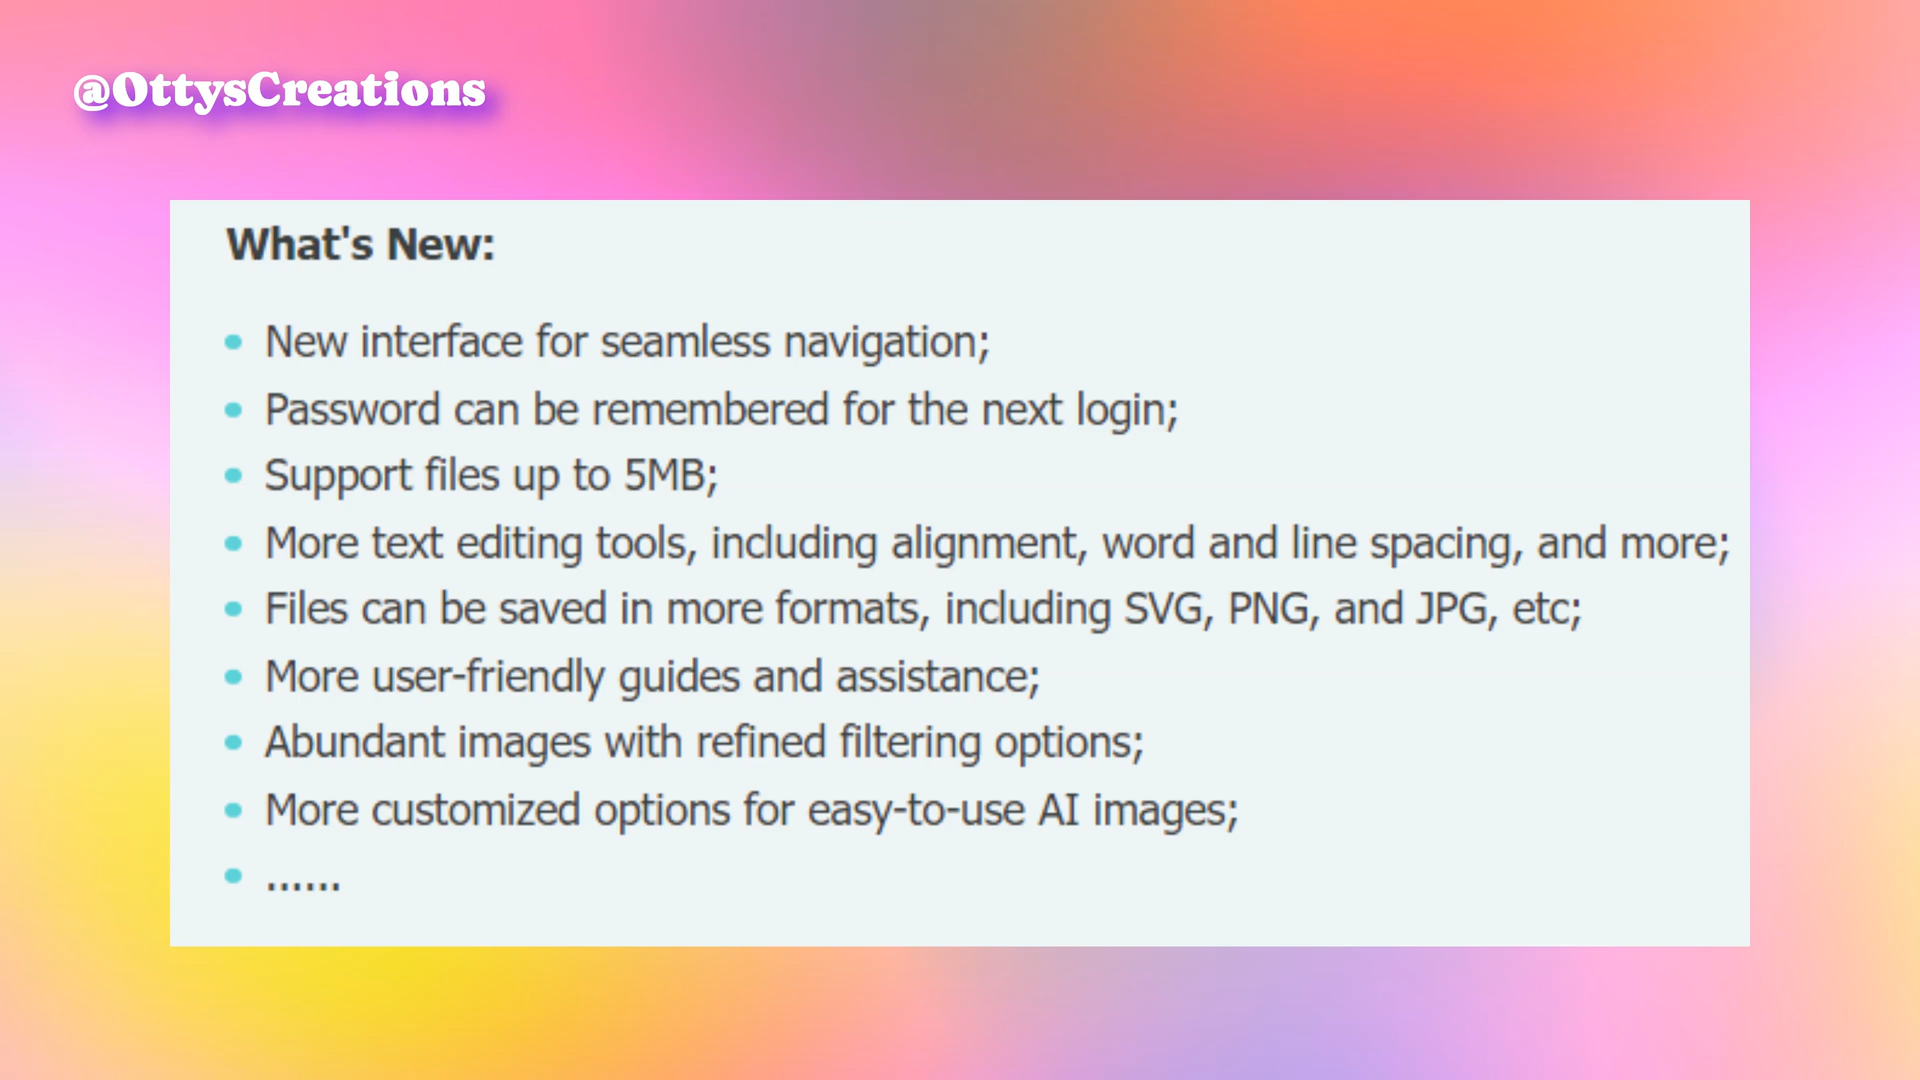 @OttysCreations
What's New:
New interface for seamless navigation;
Password can be remembered for the next login;
Support files up to 5MB;
More text editing tools, including alignment, word and line spacing, and more;
Files can be saved in more formats, including SVG, PNG, and JPG, etc;
More user-friendly guides and assistance;
Abundant images with refined filtering options;
More customized options for easy-to-use AI images;
......